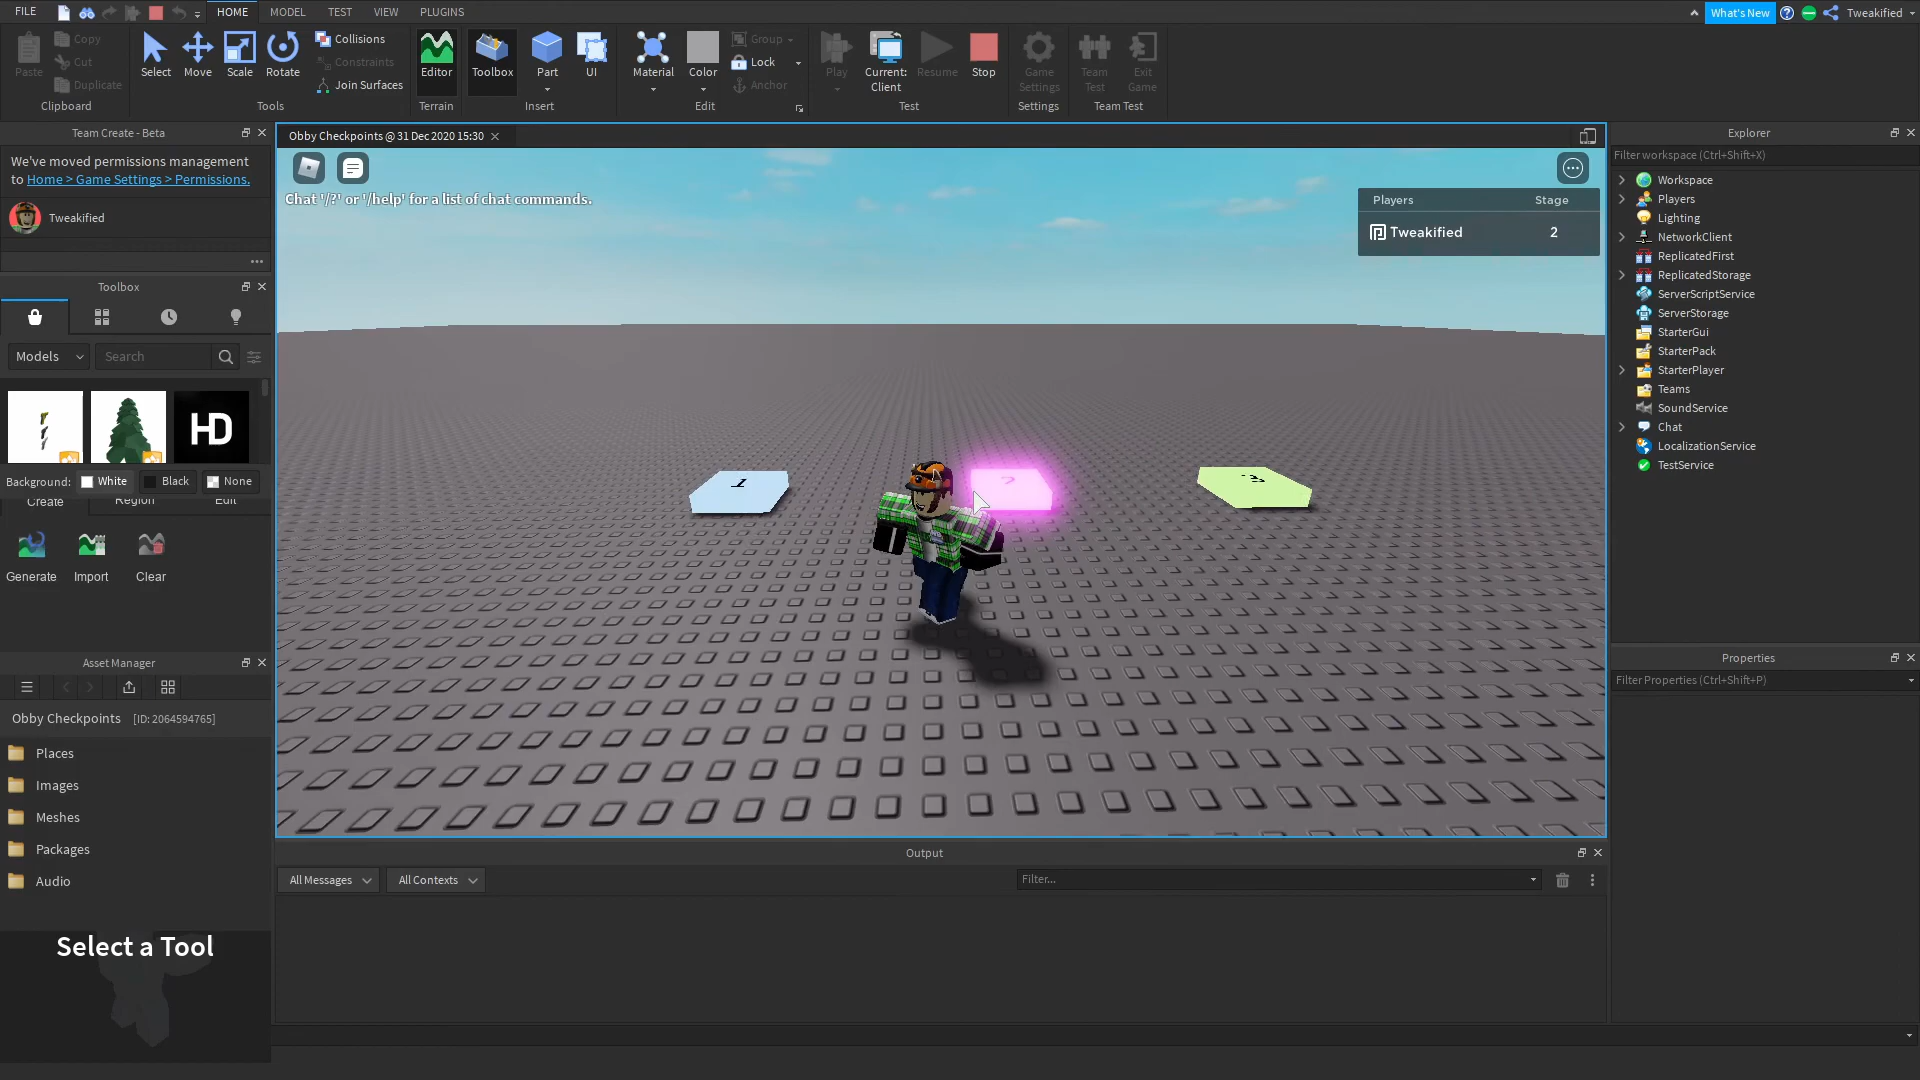 FILE
HOME
MODEL
TEST
VIEW
PLUGINS
What's New
Tweakified
Paste
Copy
Cut
Duplicate
Clipboard
Select
Move
Scale
Rotate
Collisions
Constraints
Join Surfaces
Tools
Editor
Terrain
Toolbox
Part
UI
Insert
Material
Color
Group
Lock
Anchor
Edit
Play
Current:
Client
Resume
Stop
Test
Game
Settings
Settings
Team
Test
Exit
Game
Team Test
Team Create - Beta
We've moved permissions management
to Home > Game Settings > Permissions.
Tweakified
Toolbox
Models
Search
HD
Background:
White
Black
None
Create
Region
Edit
Generate
Import
Clear
Asset Manager
Obby Checkpoints [ID: 2064594765]
Places
Images
Meshes
Packages
Audio
Select a Tool
Obby Checkpoints @ 31 Dec 2020 15:30
Chat '/?' or '/help' for a list of chat commands.
Players Stage
Tweakified 2
1
Output
All Messages
All Contexts
Filter...
Explorer
Filter workspace (Ctrl+Shift+X)
Workspace
Players
Lighting
NetworkClient
ReplicatedFirst
ReplicatedStorage
ServerScriptService
ServerStorage
StarterGui
StarterPack
StarterPlayer
Teams
SoundService
Chat
LocalizationService
TestService
Properties
Filter Properties (Ctrl+Shift+P)